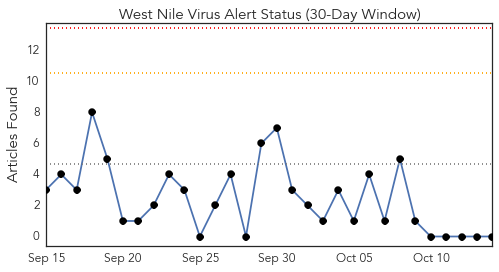 West Nile Virus Alert Status (30-Day Window)
Articles Found
12
10
8
6
4
2
0
Sep 15 Sep 20 Sep 25 Sep 30 Oct 05 Oct 10